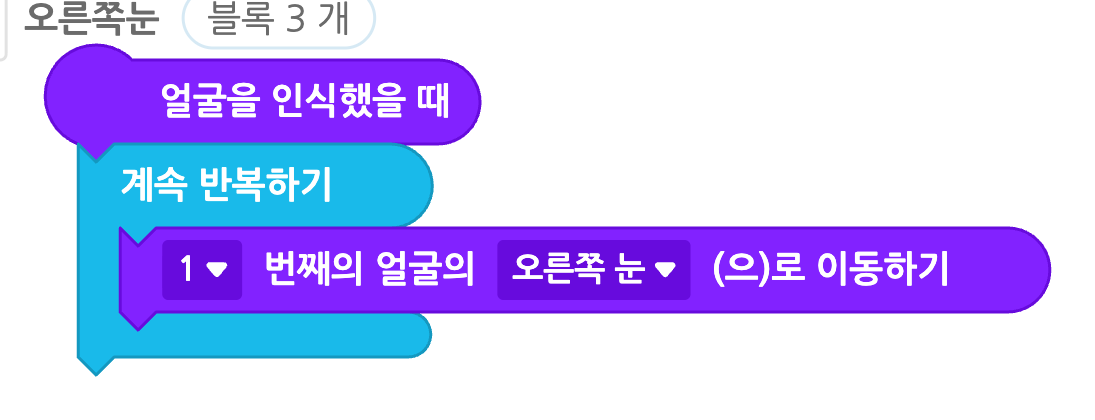 오른쪽눈 블록 3 개
얼굴을 인식했을 때
계속 반복하기
1 번째의 얼굴의 오른쪽 눈 (으)로 이동하기